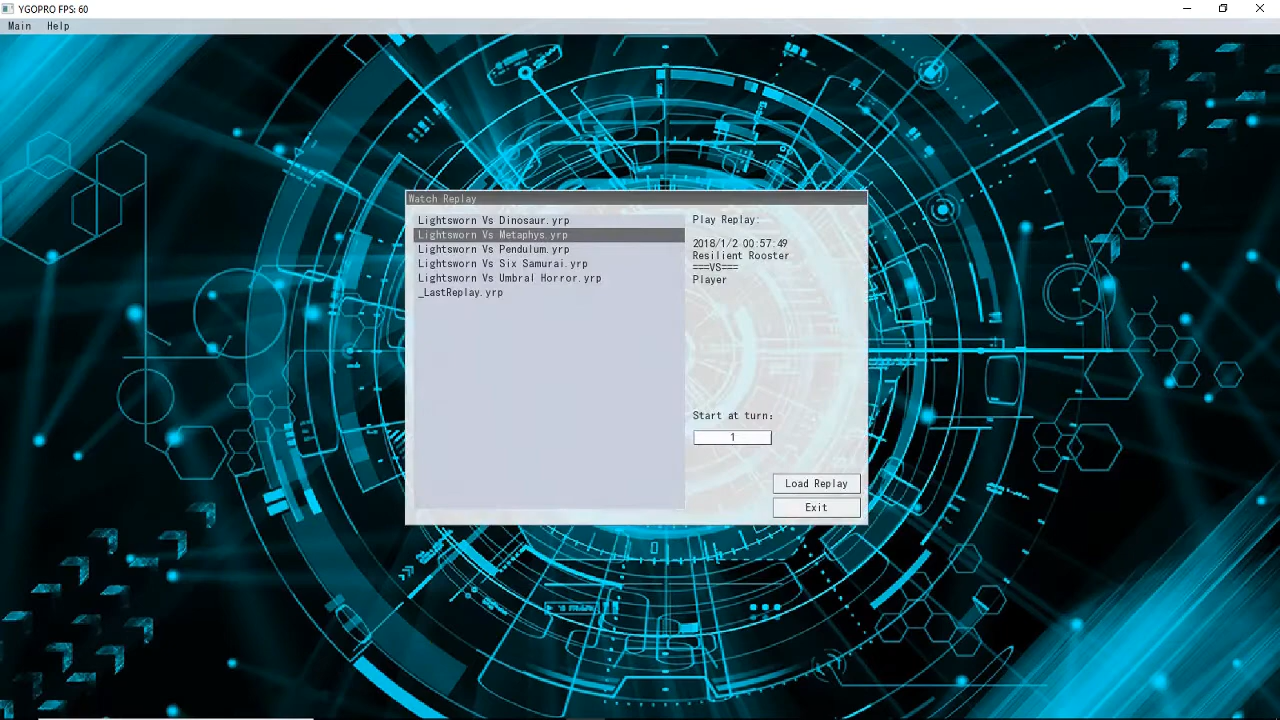 YGOPRO FPS: 60
Main Help
Watch Replay
Lightsworn Vs Dinosaur.yrp
Lightsworn Vs Metaphys.yrp
Lightsworn Vs Pendulum.yrp
Lightsworn Vs Six Samurai.yrp
Lightsworn Vs Umbral Horror.yrp
_LastReplay.yrp
Play Replay:
2018/1/2 00:57:49
Resilient Rooster
===VS===
Player
Start at turn:
1
Load Replay
Exit